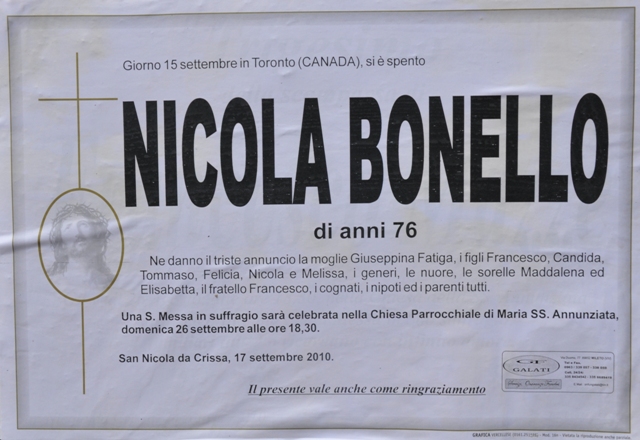 Giorno 15 settembre in Toronto (CANADA), si è spento
NICOLA BONELLO
di anni 76
Ne danno il triste annuncio la moglie Giuseppina Fatiga, i figli Francesco, Candida,
Tommaso, Felicia, Nicola e Melissa, i generi, le nuore, le sorelle Maddalena ed
Elisabetta, il fratello Francesco, i cognati, i nipoti ed i parenti tutti.
Una S. Messa in suffragio sarà celebrata nella Chiesa Parrocchiale di Maria SS. Annunziata,
domenica 26 settembre alle ore 18,30.
San Nicola da Crissa, 17 settembre 2010.
GF
GALATI
Il presente vale anche come ringraziamento
GRAFICA